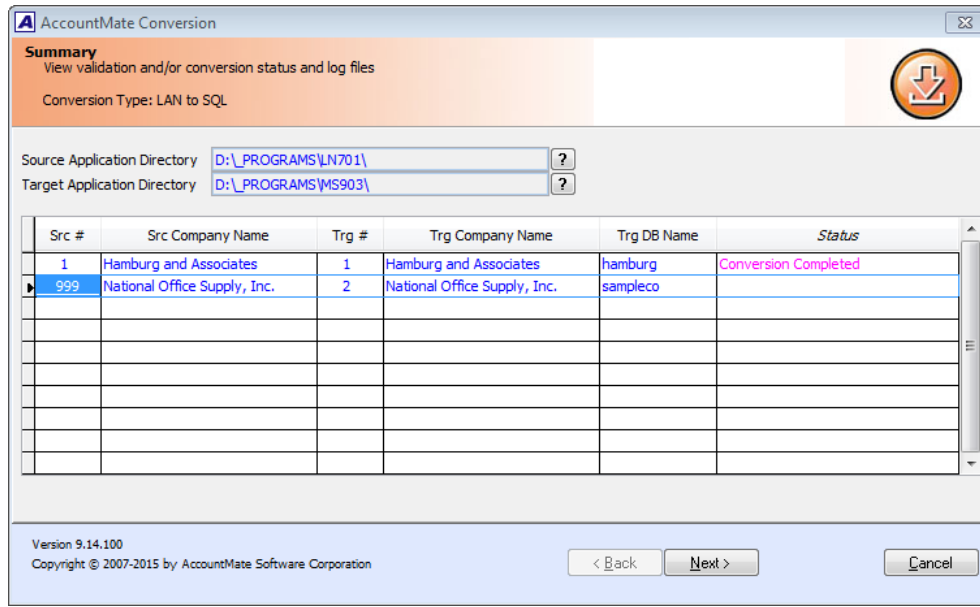 A AccountMate Conversion
Summary
View validation and/or conversion status and log files
Conversion Type: LAN to SQL
Source Application Directory D:\_PROGRAMS\LN701\ ?
Target Application Directory D:\_PROGRAMS\MS903\ ?
Src # Src Company Name Trg # Trg Company Name Trg DB Name Status
1 Hamburg and Associates 1 Hamburg and Associates hamburg Conversion Completed
999 National Office Supply, Inc. 2 National Office Supply, Inc. sampleco
Version 9.14.100
Copyright © 2007-2015 by AccountMate Software Corporation
< Back Next > Cancel